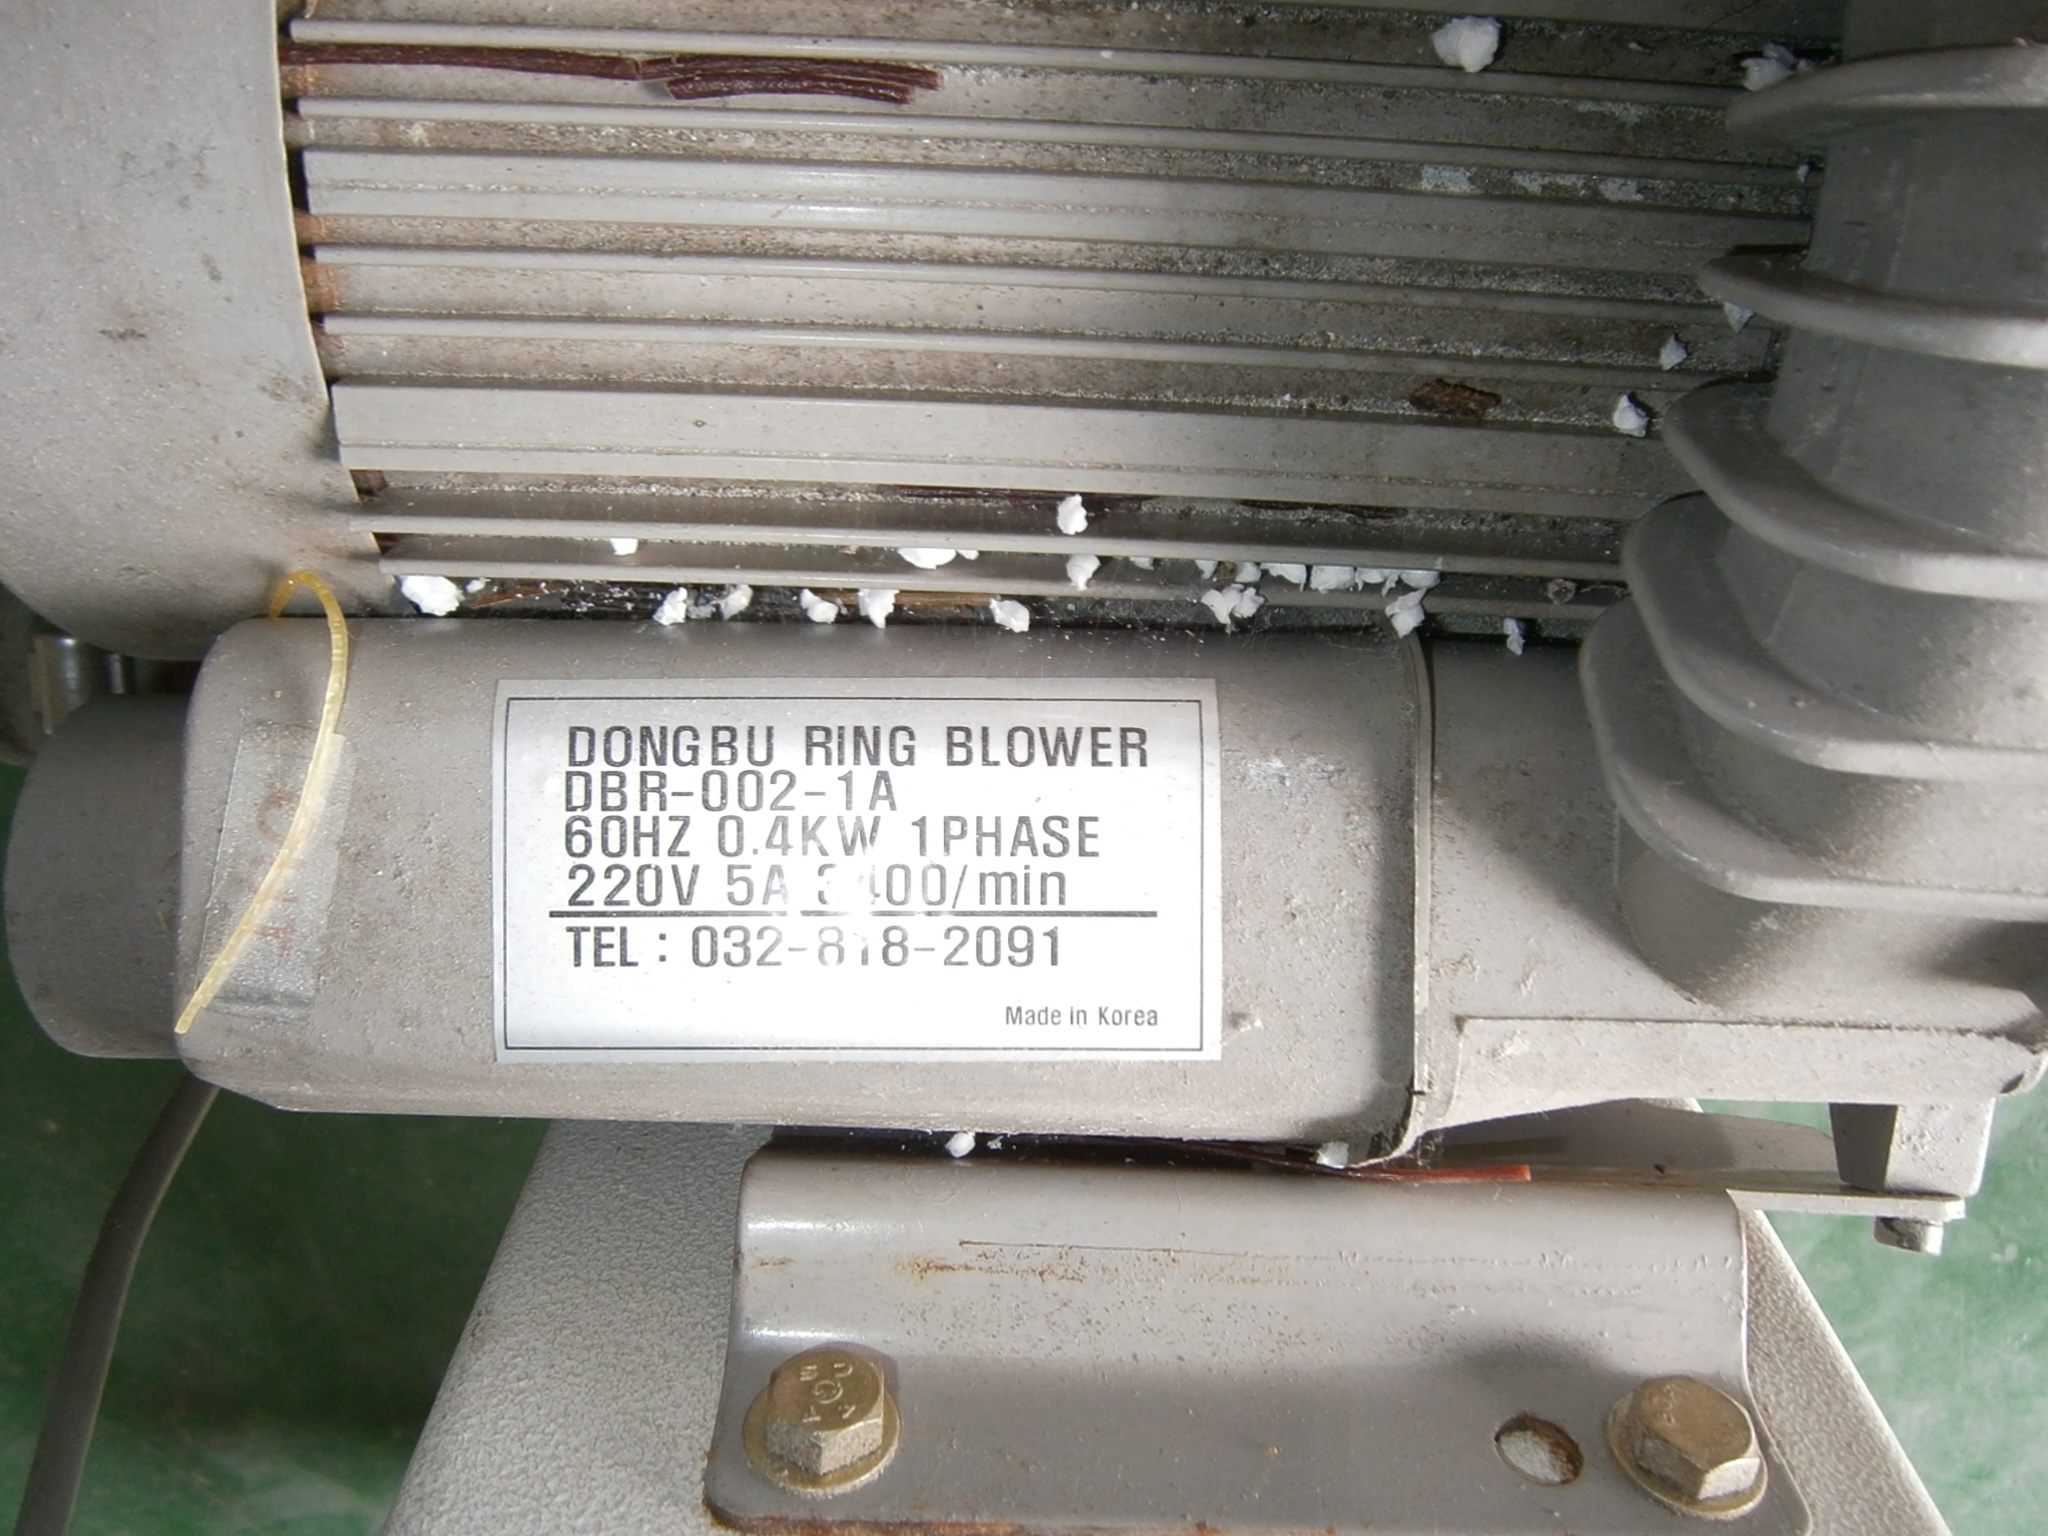 DONGBU RING BLOWER
DBR-002-1A
60HZ 0.4KW 1PHASE
220V 5A 3400/min
TEL : 032-818-2091
Made in Korea